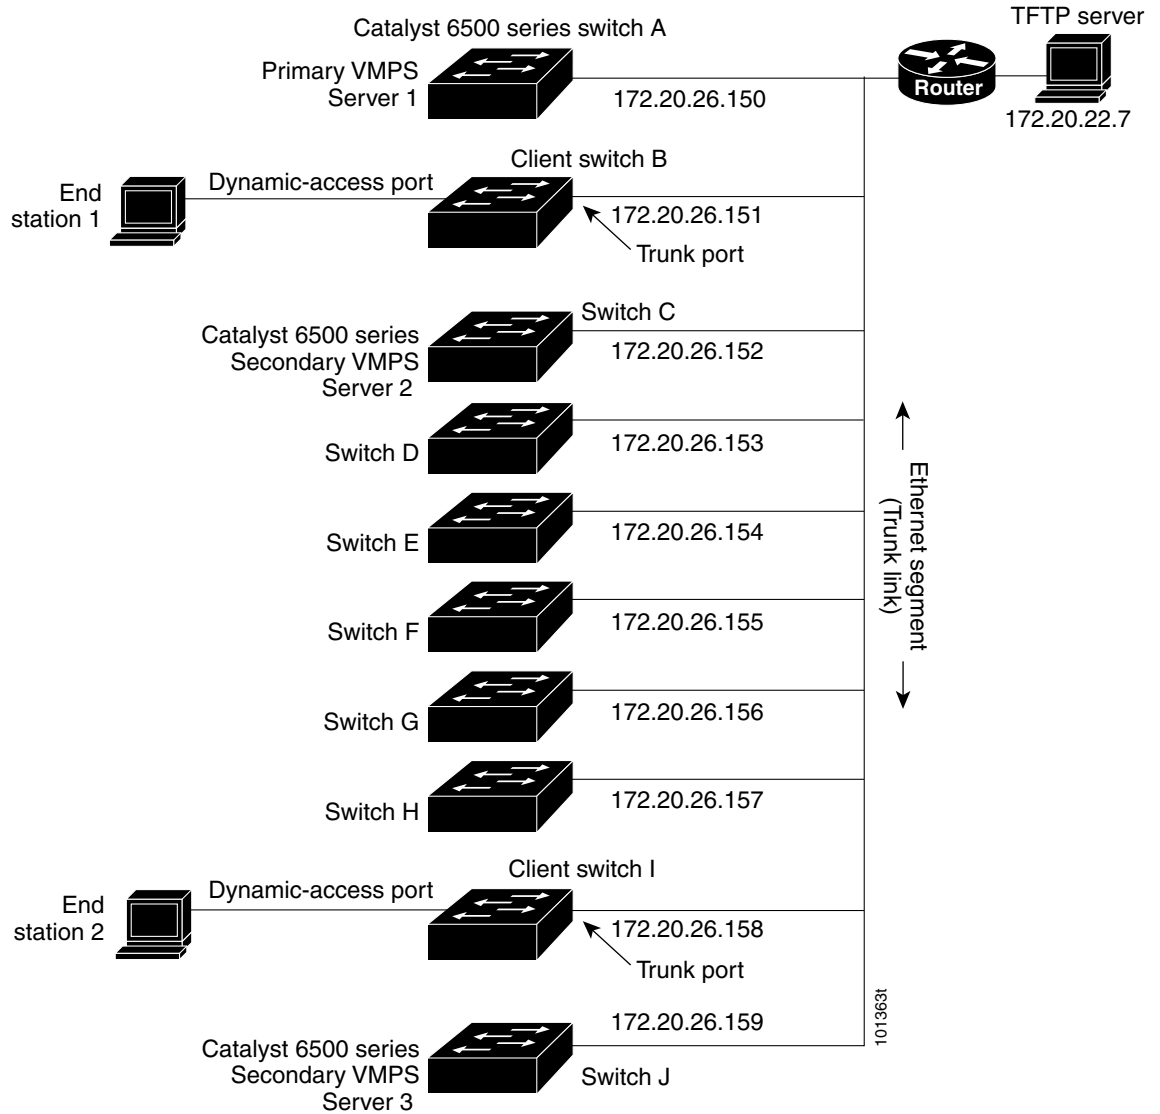 Catalyst 6500 series switch A
TFTP server
Primary VMPS
Server 1
172.20.26.150
Router
172.20.22.7
Client switch B
Dynamic-access port
End
station 1
172.20.26.151
Trunk port
Switch C
Catalyst 6500 series
Secondary VMPS
Server 2
172.20.26.152
Switch D
172.20.26.153
Ethernet segment
(Trunk link)
Switch E
172.20.26.154
Switch F
172.20.26.155
Switch G
172.20.26.156
Switch H
172.20.26.157
Client switch I
Dynamic-access port
End
station 2
172.20.26.158
Trunk port
172.20.26.159
Catalyst 6500 series
Secondary VMPS
Server 3
Switch J
101363t